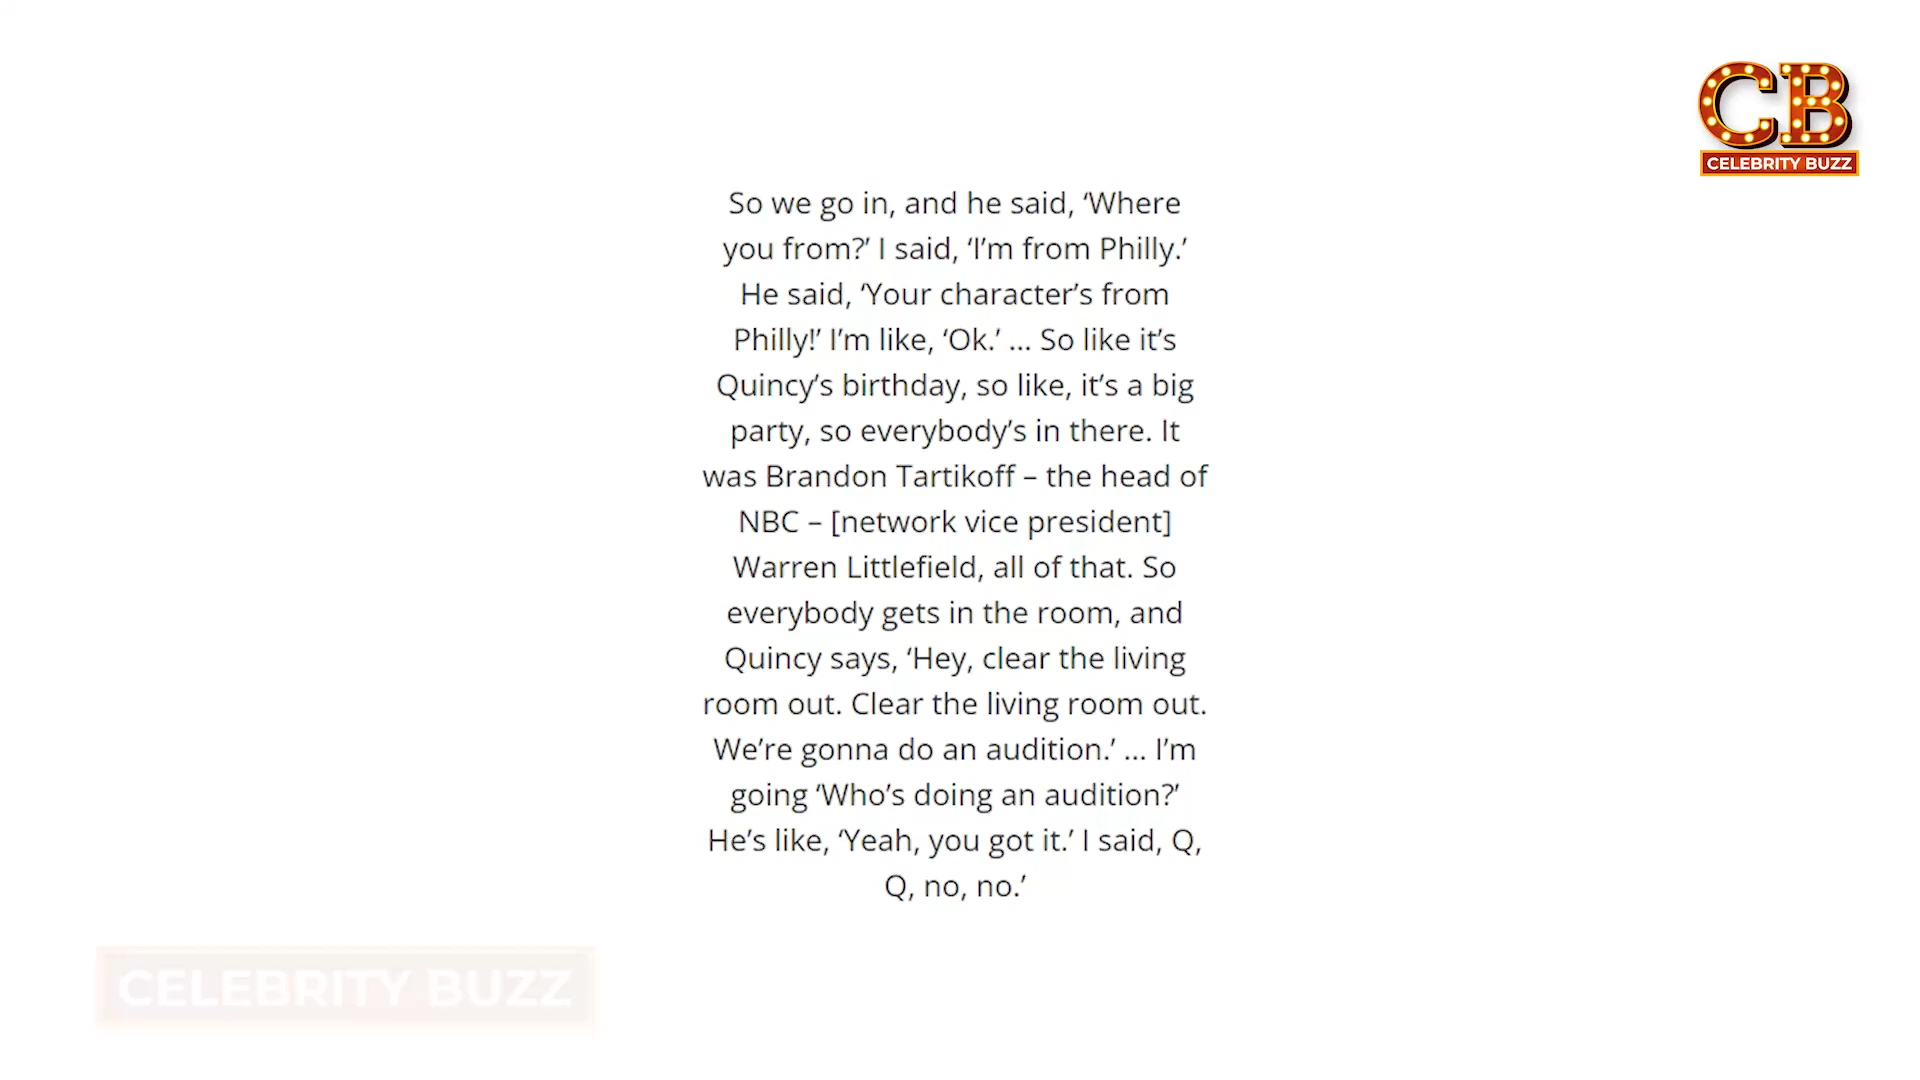 CB
CELEBRITY BUZZ
So we go in, and he said, ‘Where
you from?’ I said, ‘I’m from Philly.’
He said, ‘Your character’s from
Philly!’ I’m like, ‘Ok.’ … So like it’s
Quincy’s birthday, so like, it’s a big
party, so everybody’s in there. It
was Brandon Tartikoff – the head of
NBC – [network vice president]
Warren Littlefield, all of that. So
everybody gets in the room, and
Quincy says, ‘Hey, clear the living
room out. Clear the living room out.
We’re gonna do an audition.’ … I’m
going ‘Who’s doing an audition?’
He’s like, ‘Yeah, you got it.’ I said, Q,
Q, no, no.’
CELEBRITY BUZZ